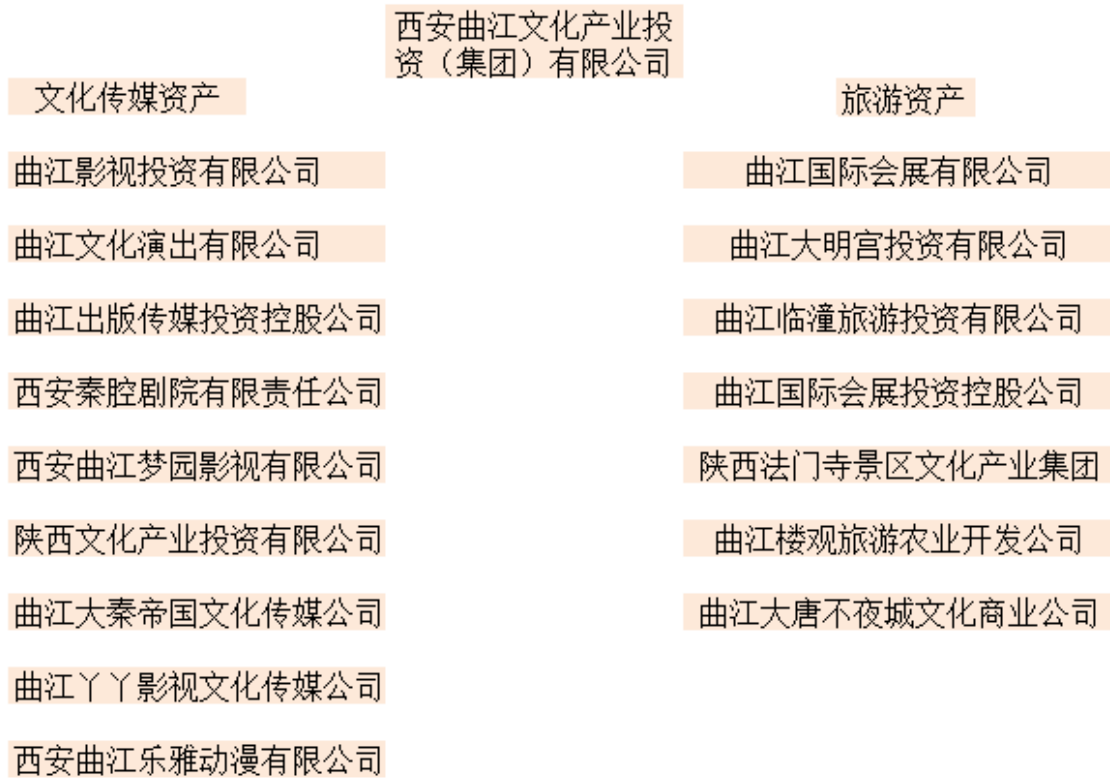 西安曲江文化产业投
资（集团）有限公司
文化传媒资产
旅游资产
曲江影视投资有限公司
曲江国际会展有限公司
曲江文化演出有限公司
曲江大明宫投资有限公司
曲江出版传媒投资控股公司
曲江临潼旅游投资有限公司
西安秦腔剧院有限责任公司
曲江国际会展投资控股公司
西安曲江梦园影视有限公司
陕西法门寺景区文化产业集团
陕西文化产业投资有限公司
曲江楼观旅游农业开发公司
曲江大秦帝国文化传媒公司
曲江大唐不夜城文化商业公司
曲江丫丫影视文化传媒公司
西安曲江乐雅动漫有限公司